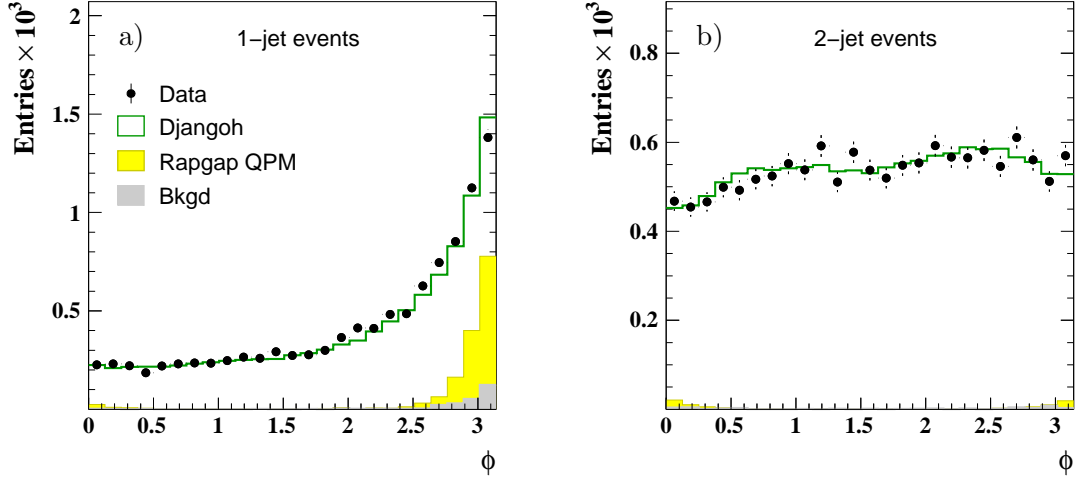 Entries × 10³
2
1.5
1
0.5
a)
1−jet events
Data
Djangoh
Rapgap QPM
Bkgd
0 0.5 1 1.5 2 2.5 3
ϕ
Entries × 10³
0.8
0.6
0.4
0.2
b)
2−jet events
0 0.5 1 1.5 2 2.5 3
ϕ